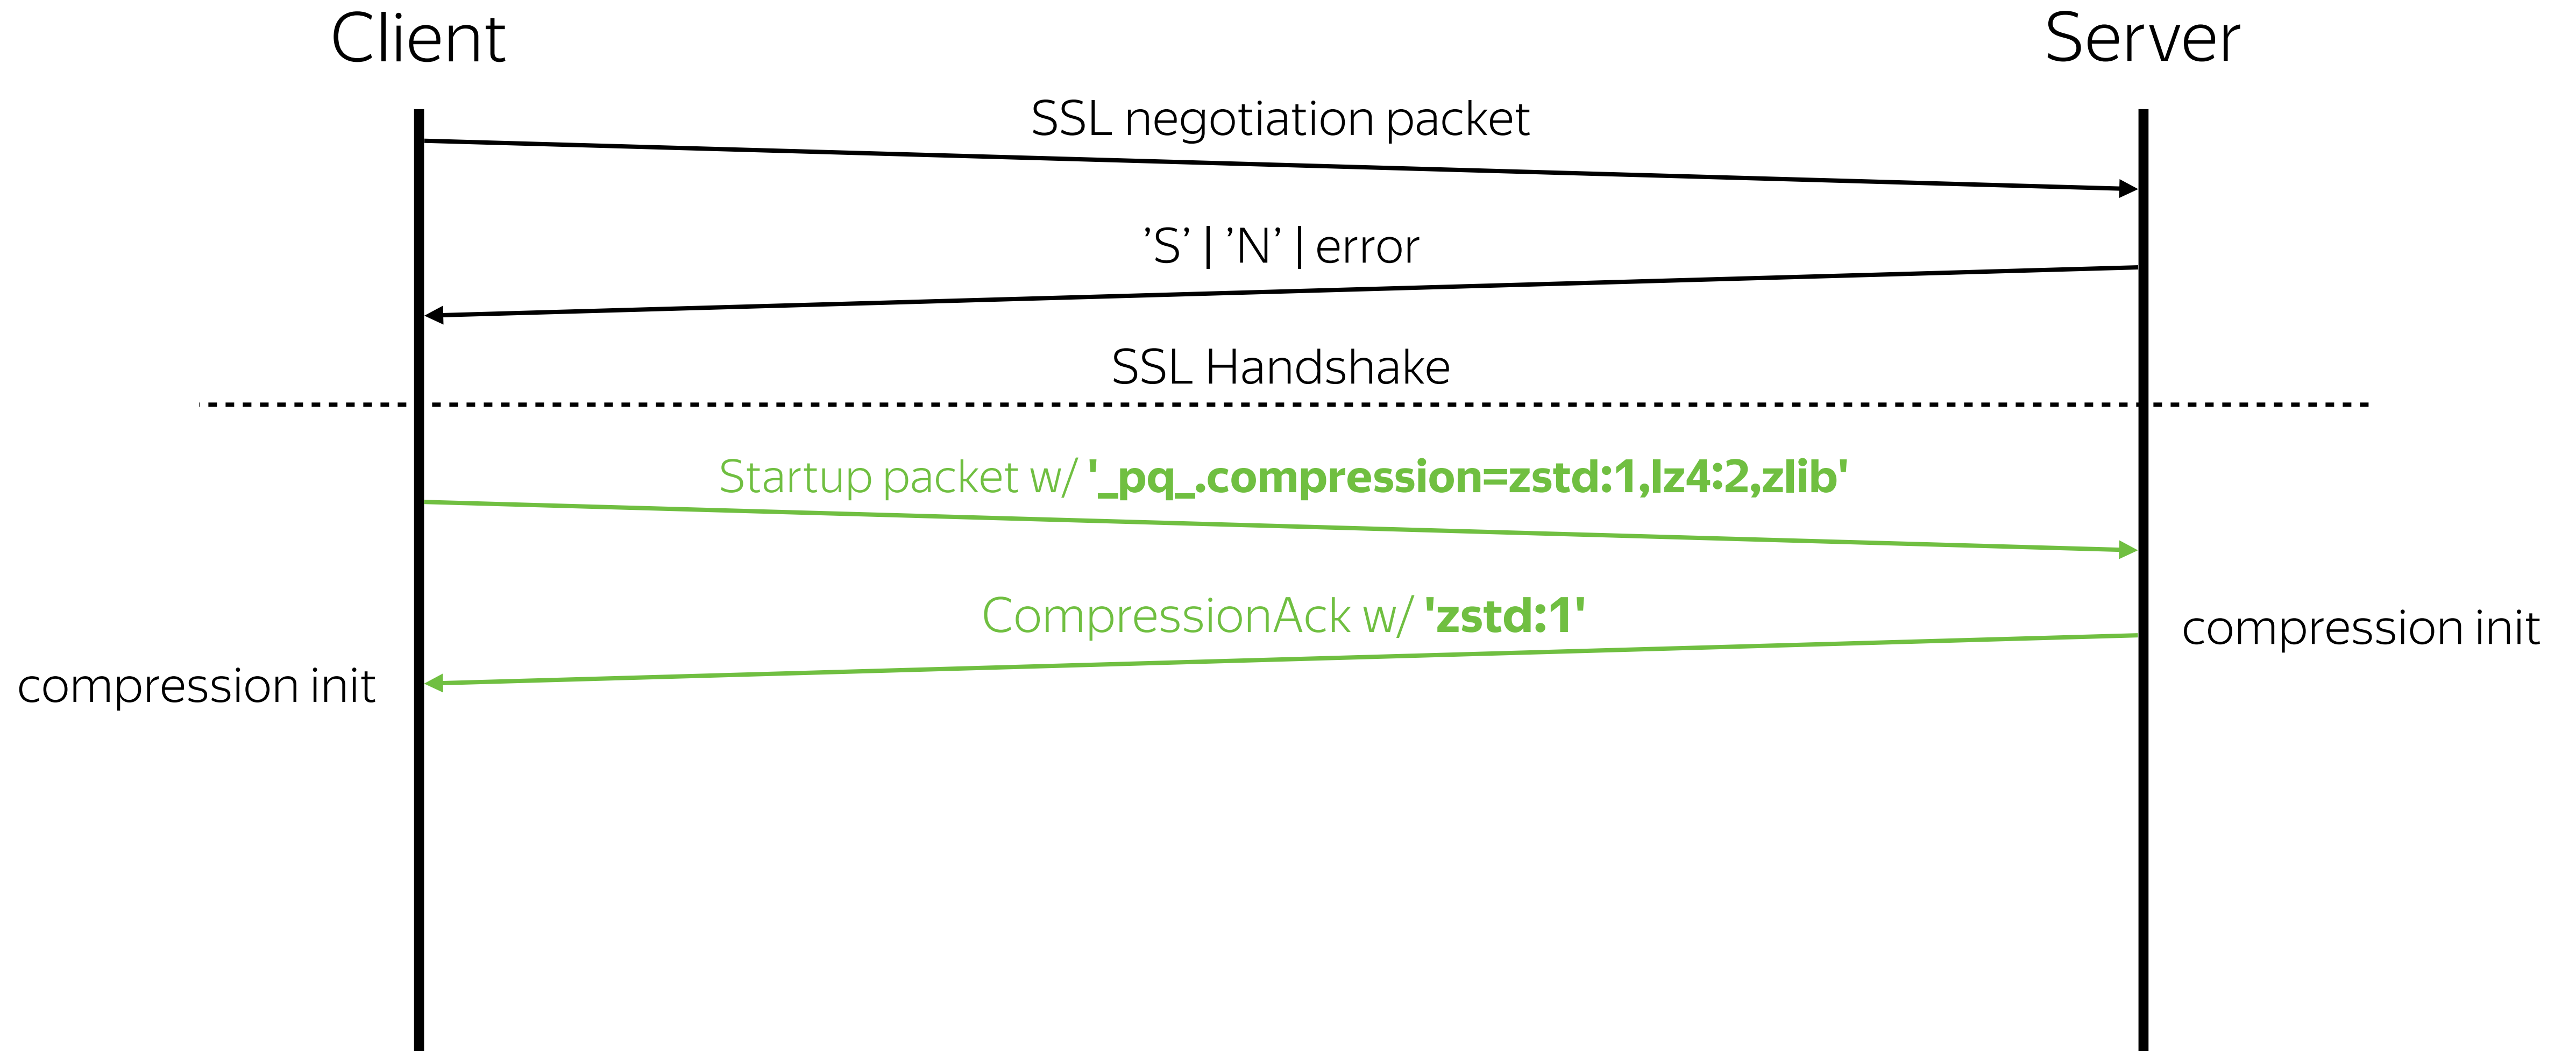 Client
Server
SSL negotiation packet
’S’ | ’N’ | error
SSL Handshake
Startup packet w/ '_pq_.compression=zstd:1,lz4:2,zlib'
CompressionAck w/ 'zstd:1'
compression init
compression init